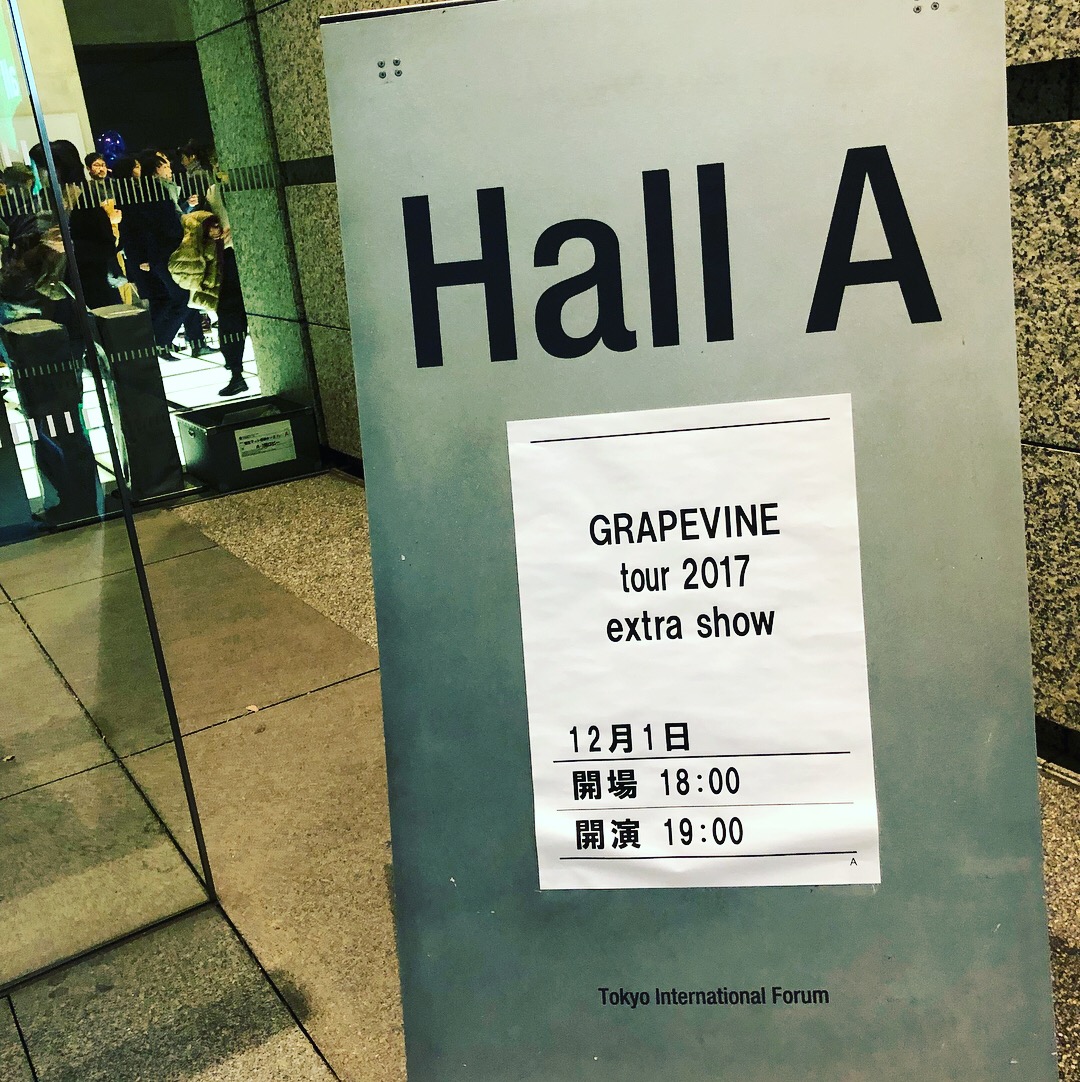 Hall A
GRAPEVINE
tour 2017
extra show
12月1日
開場 18:00
開演 19:00
A
Tokyo International Forum